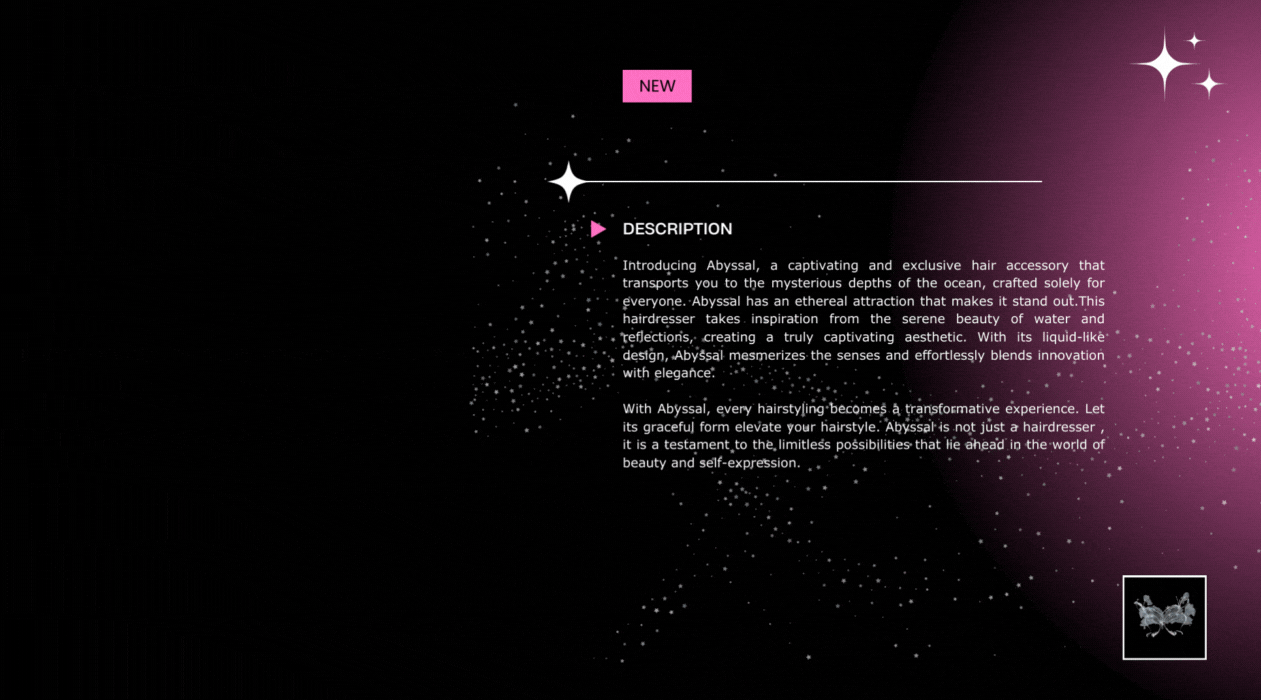 NEW
DESCRIPTION
Introducing Abyssal, a captivating and exclusive hair accessory that
transports you to the mysterious depths of the ocean, crafted solely for
everyone. Abyssal has an ethereal attraction that makes it stand out.This
hairdresser takes inspiration from the serene beauty of water and
reflections, creating a truly captivating aesthetic. With its liquid-like
design, Abyssal mesmerizes the senses and effortlessly blends innovation
with elegance.
With Abyssal, every hairstyling becomes a transformative experience. Let
its graceful form elevate your hairstyle. Abyssal is not just a hairdresser ,
it is a testament to the limitless possibilities that lie ahead in the world of
beauty and self-expression.